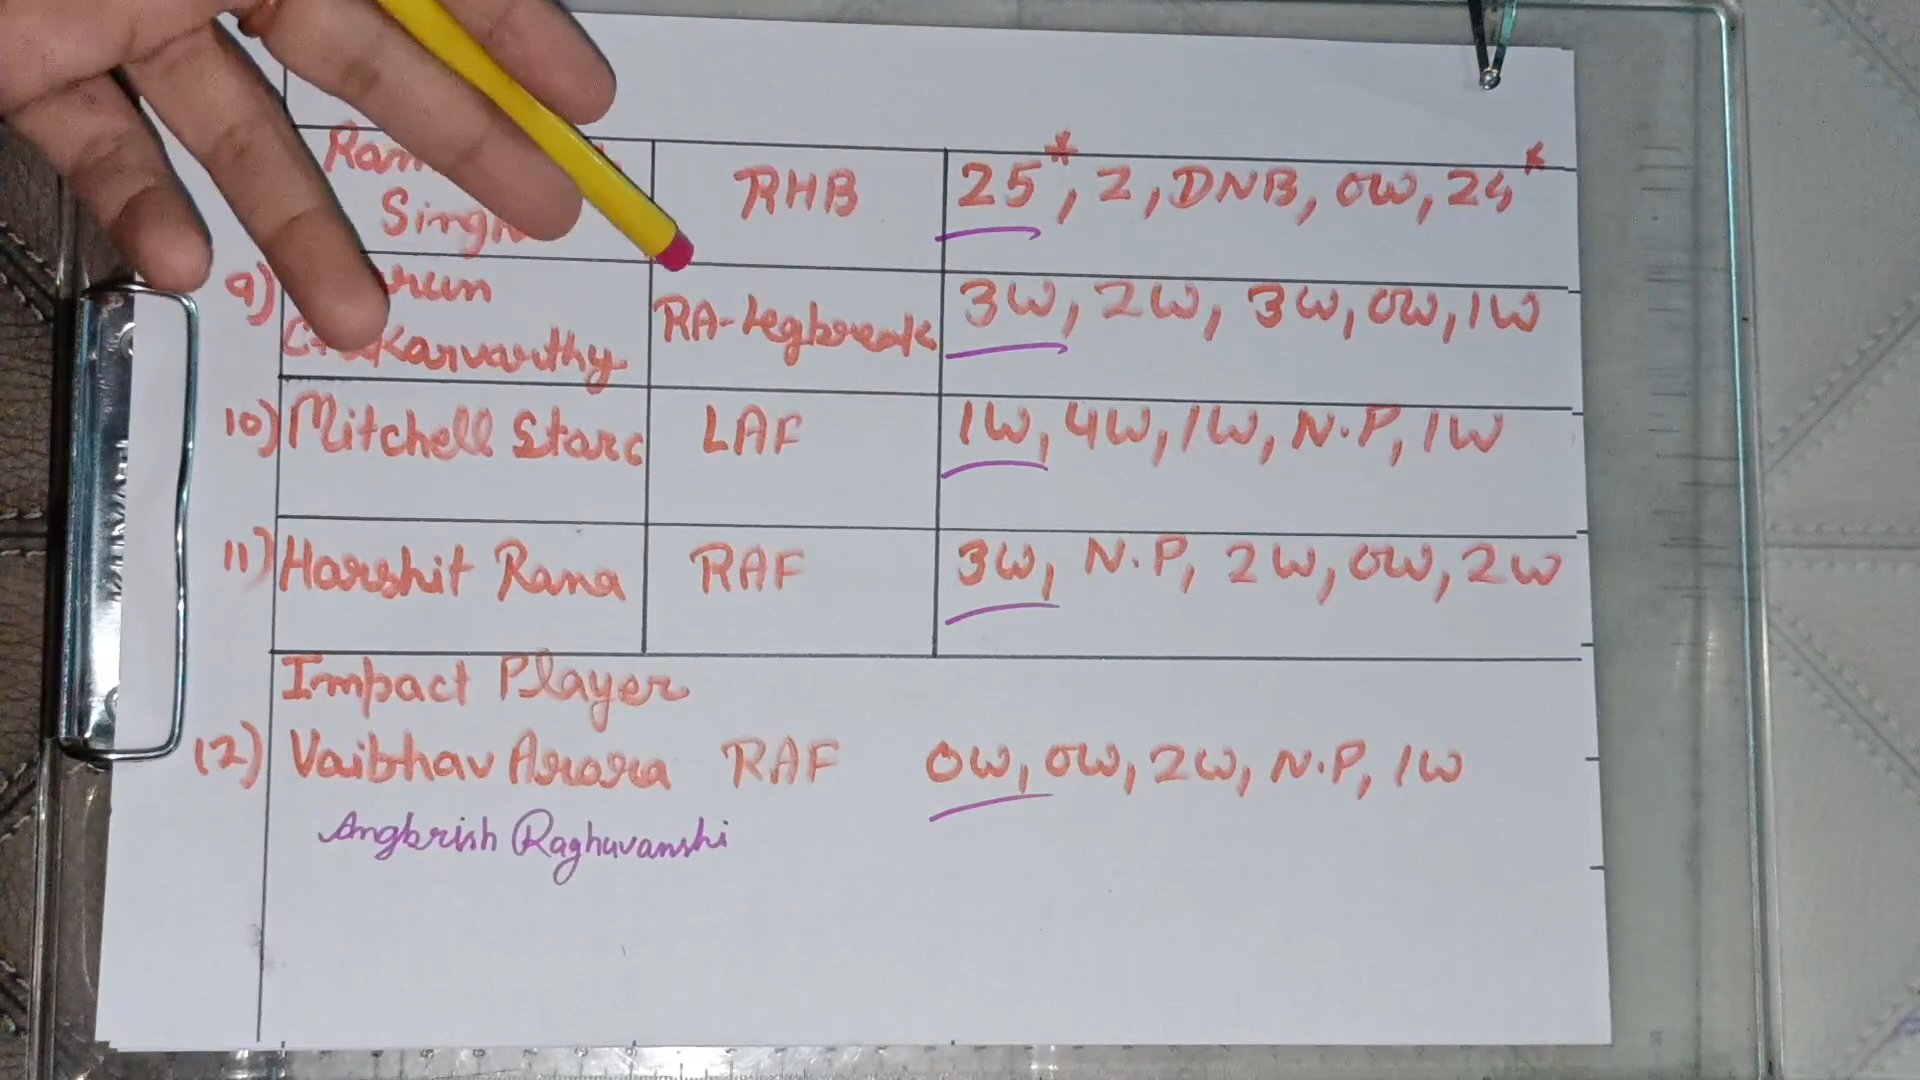 Singh RHB 25*, 2, DNB, 0W, 24*
9) RA-Legbreak 3W, 2W, 3W, 0W, 1W
10) Mitchell Starc LAF 1W, 4W, 1W, N.P, 1W
11) Harshit Rana RAF 3W, N.P, 2W, 0W, 2W
Impact Player
12) Vaibhav Arora RAF 0W, 0W, 2W, N.P, 1W
Angkrish Raghuvanshi